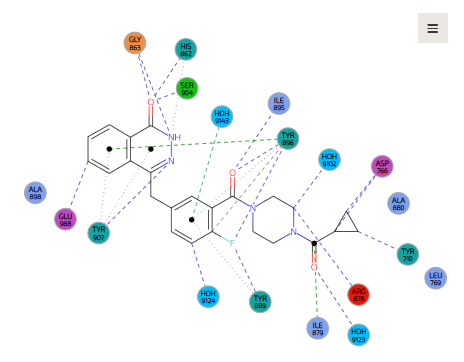 GLY
863
HIS
862
SER
904
O
HOH
9143
ILE
895
TYR
896
NH
N
HOH
9102
ASP
766
O
ALA
898
ALA
880
N
GLU
988
TYR
907
N
F
TYR
710
O
LEU
769
HOH
9124
TYR
889
ARG
878
ILE
879
HOH
9123